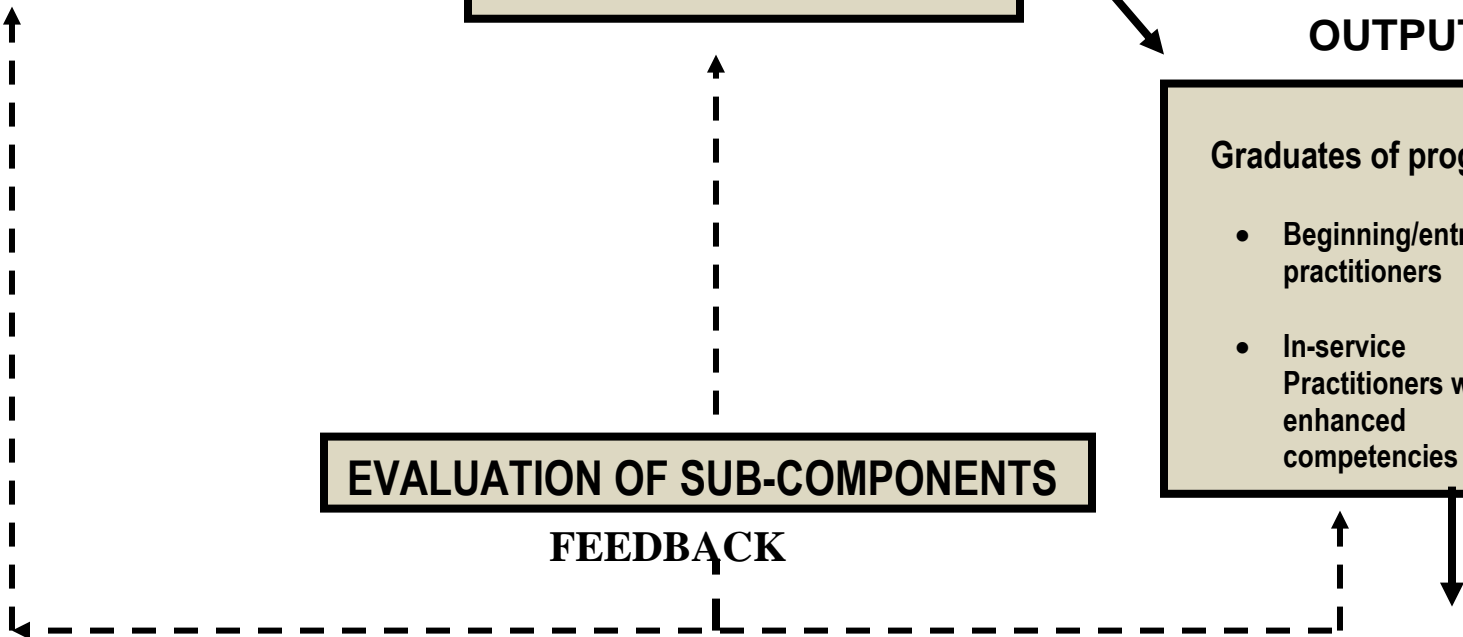 OUTPUT
Graduates of prog
• Beginning/entr
practitioners
• In-service
Practitioners w
enhanced
competencies
EVALUATION OF SUB-COMPONENTS
FEEDBACK